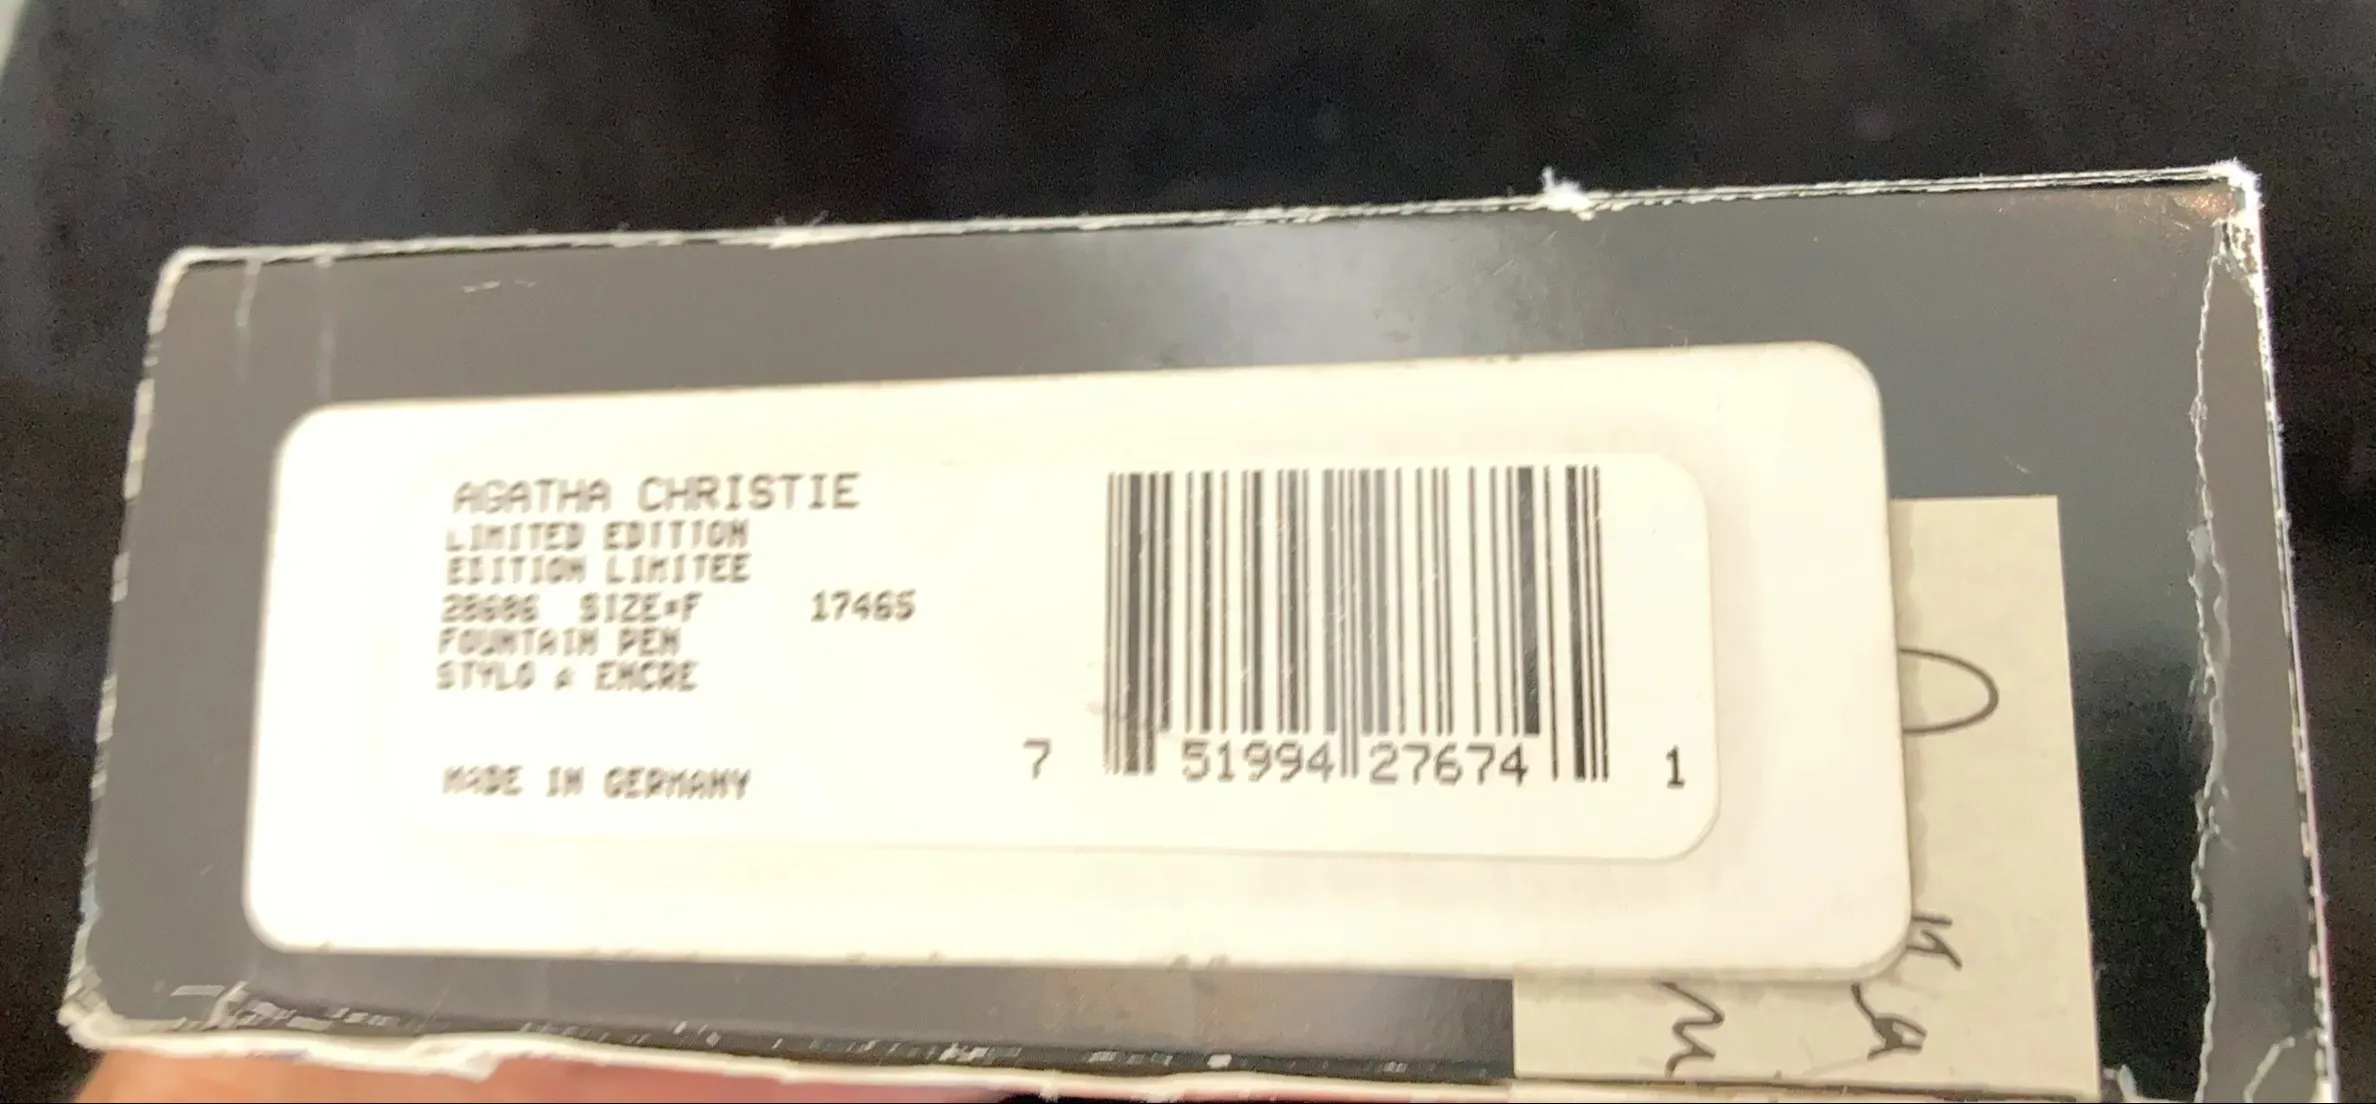 AGATHA CHRISTIE
LIMITED EDITION
EDITION LIMITEE
28686 SIZE=F 17465
FOUNTAIN PEN
STYLO a ENCRE
MADE IN GERMANY
7 51994 27674 1